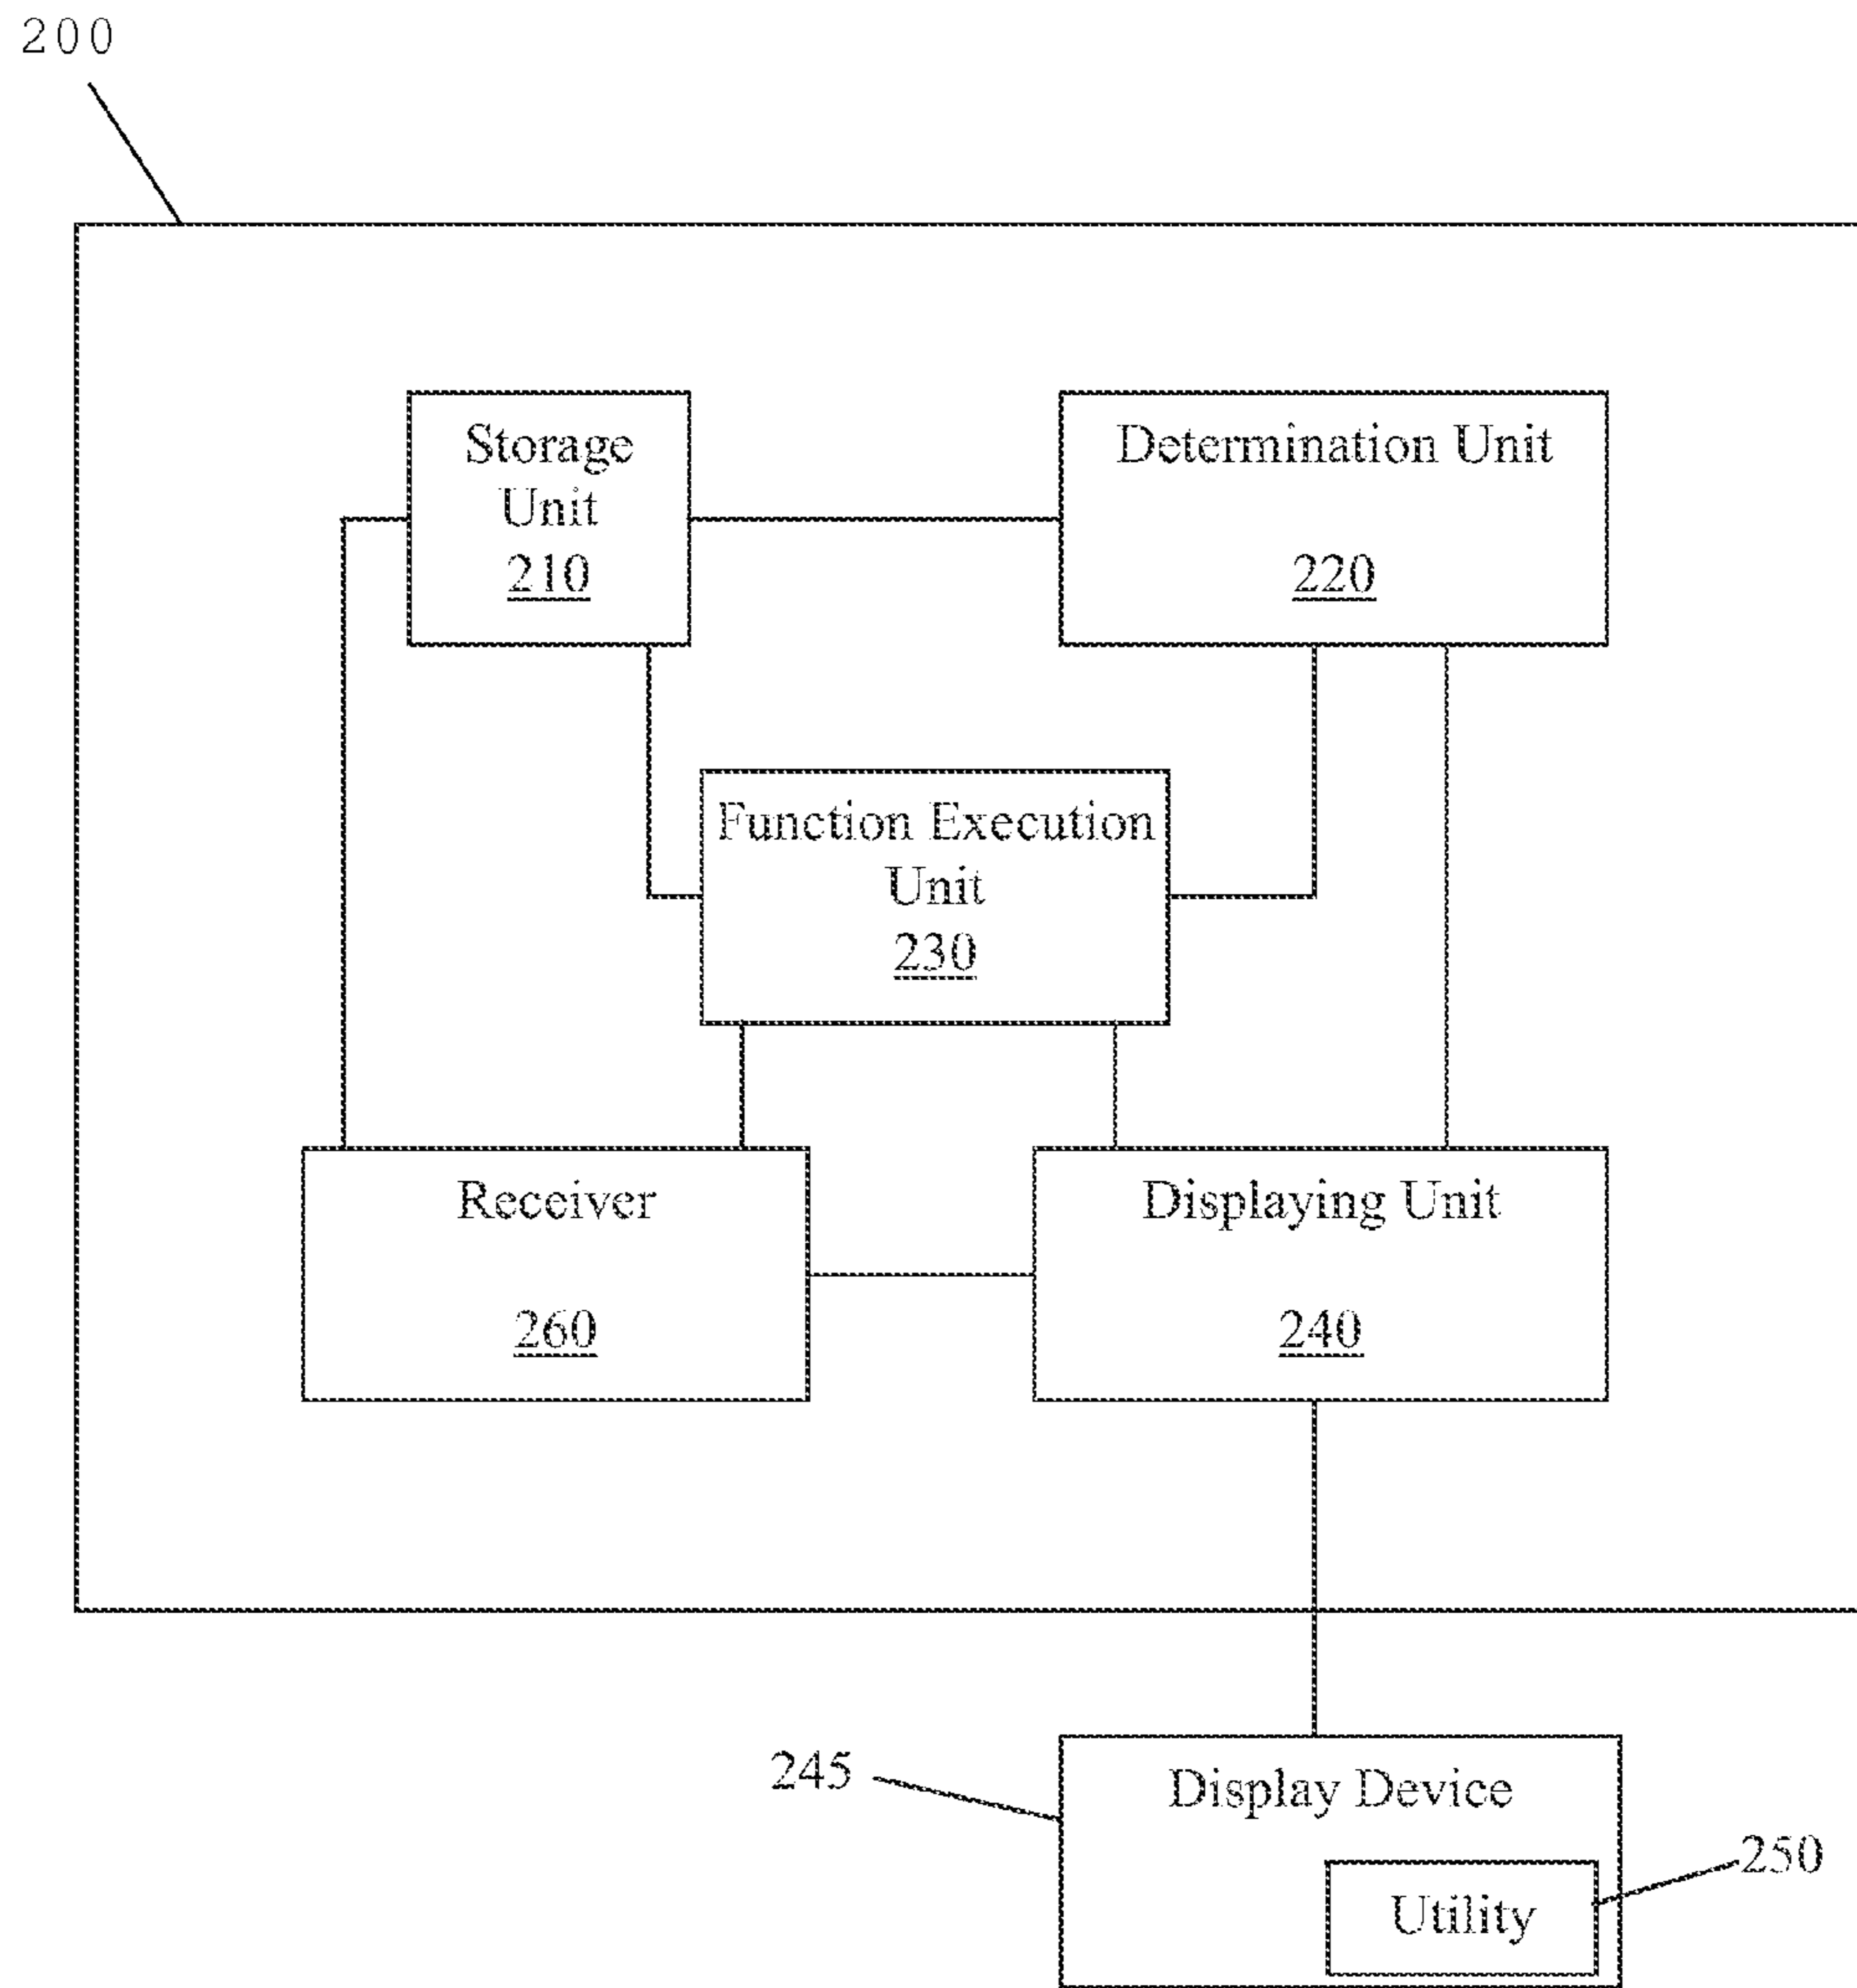 200
Storage
Unit
210
Determination Unit
220
Function Execution
Unit
230
Receiver
260
Displaying Unit
240
245
Display Device
250
Utility